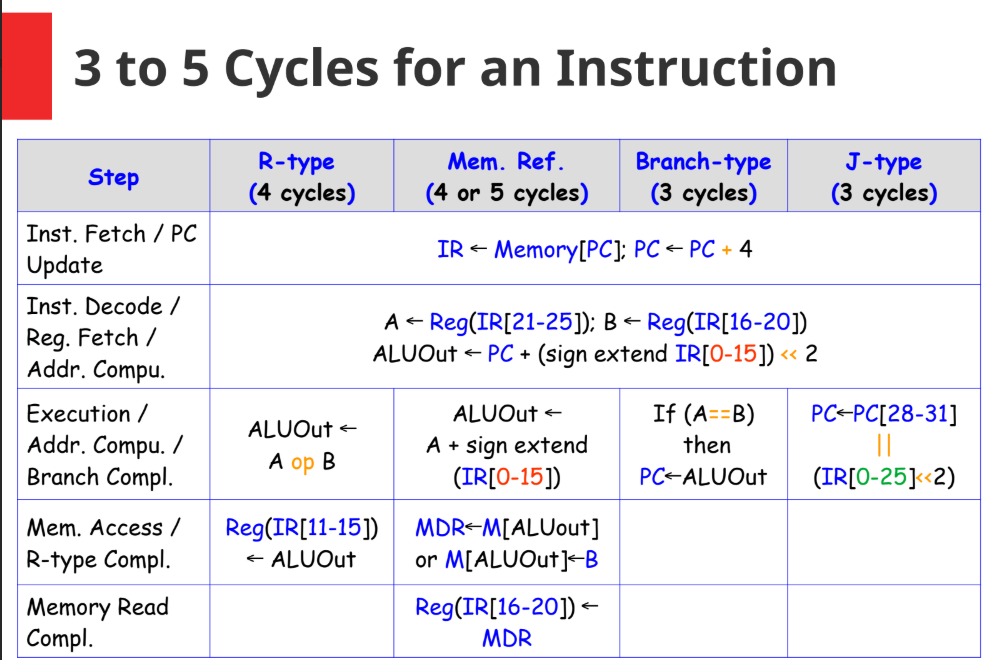 3 to 5 Cycles for an Instruction
Step
R-type
(4 cycles)
Mem. Ref.
(4 or 5 cycles)
Branch-type
(3 cycles)
J-type
(3 cycles)
Inst. Fetch / PC
Update
IR ← Memory[PC]; PC ← PC + 4
Inst. Decode /
Reg. Fetch /
Addr. Compu.
A ← Reg(IR[21-25]); B ← Reg(IR[16-20])
ALUOut ← PC + (sign extend IR[0-15]) << 2
Execution /
Addr. Compu. /
Branch Compl.
ALUOut ←
A op B
ALUOut ←
A + sign extend
(IR[0-15])
If (A==B)
then
PC←ALUOut
PC←PC[28-31]
||
(IR[0-25]<<2)
Mem. Access /
R-type Compl.
Reg(IR[11-15])
← ALUOut
MDR←M[ALUout]
or M[ALUOut]←B
Memory Read
Compl.
Reg(IR[16-20]) ←
MDR